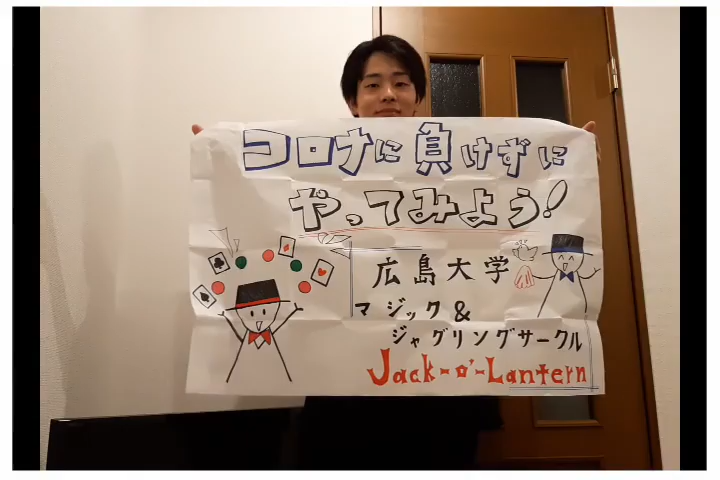 コロナに負けずに
やってみよう!
広島大学
マジック&
ジャグリングサークル
Jack-o'-Lantern